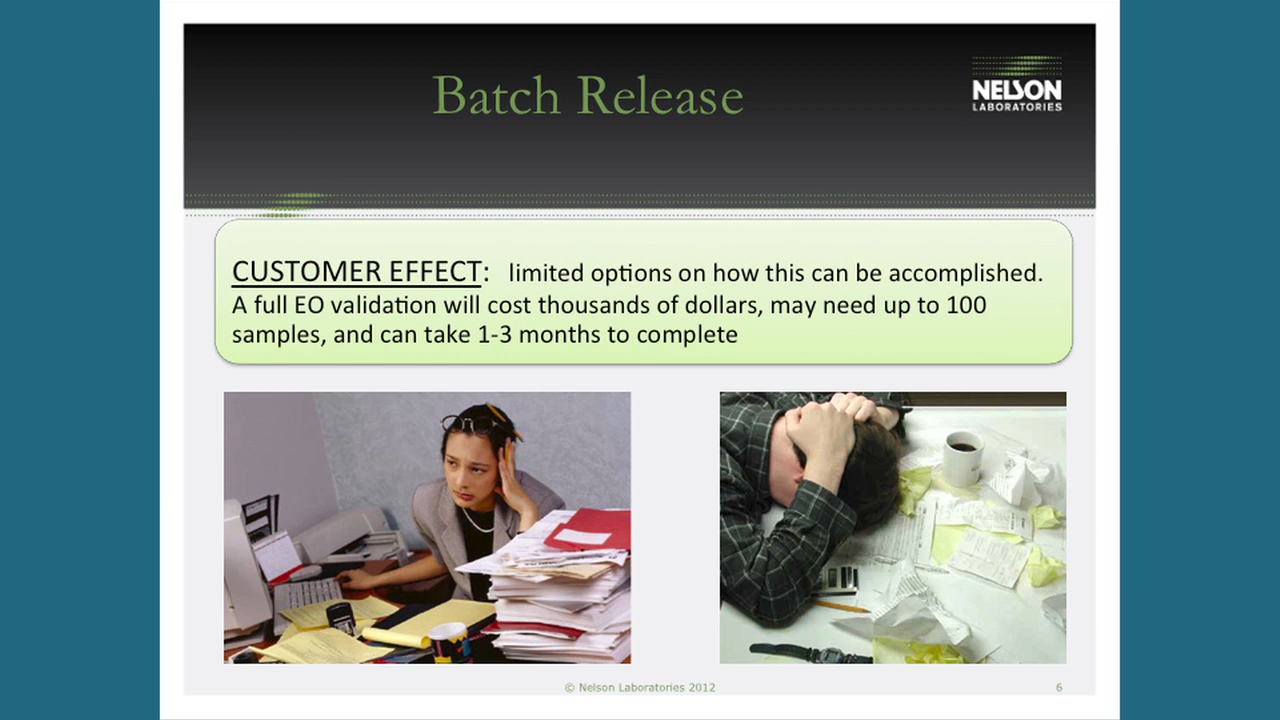 Batch Release
NELSON
LABORATORIES
CUSTOMER EFFECT: limited options on how this can be accomplished.
A full EO validation will cost thousands of dollars, may need up to 100
samples, and can take 1-3 months to complete
© Nelson Laboratories 2012
6